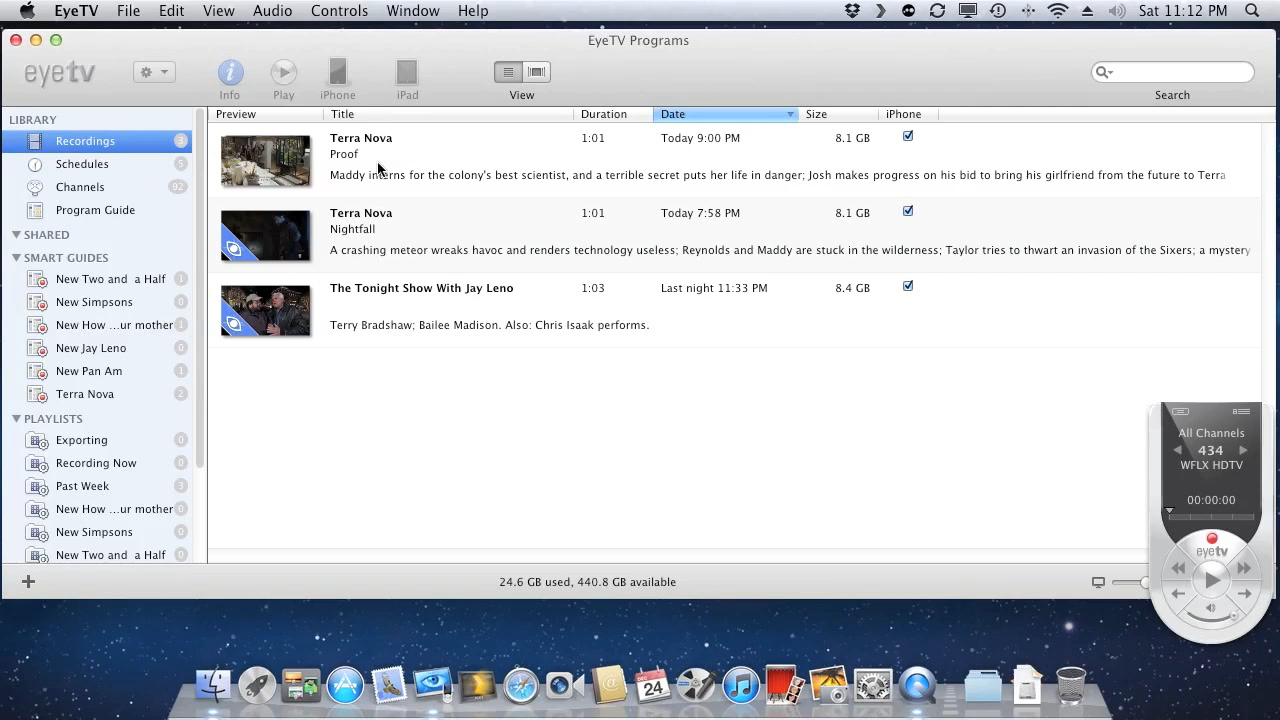 EyeTV File Edit View Audio Controls Window Help Sat 11:12 PM
EyeTV Programs
eyetv
Info Play iPhone iPad View Search
LIBRARY
Recordings 3
Schedules 5
Channels 92
Program Guide
SHARED
SMART GUIDES
New Two and a Half 1
New Simpsons 0
New How ...ur mother 1
New Jay Leno 0
New Pan Am 1
Terra Nova 2
PLAYLISTS
Exporting 0
Recording Now 0
Past Week 3
New How ...ur mother 0
New Simpsons 0
New Two and a Half 0
Preview Title Duration Date Size iPhone
Terra Nova 1:01 Today 9:00 PM 8.1 GB
Proof
Maddy interns for the colony's best scientist, and a terrible secret puts her life in danger; Josh makes progress on his bid to bring his girlfriend from the future to Terra
Terra Nova 1:01 Today 7:58 PM 8.1 GB
Nightfall
A crashing meteor wreaks havoc and renders technology useless; Reynolds and Maddy are stuck in the wilderness; Taylor tries to thwart an invasion of the Sixers; a mystery
The Tonight Show With Jay Leno 1:03 Last night 11:33 PM 8.4 GB
Terry Bradshaw; Bailee Madison. Also: Chris Isaak performs.
24.6 GB used, 440.8 GB available
All Channels
434
WFLX HDTV
00:00:00
eyetv
DEC
24